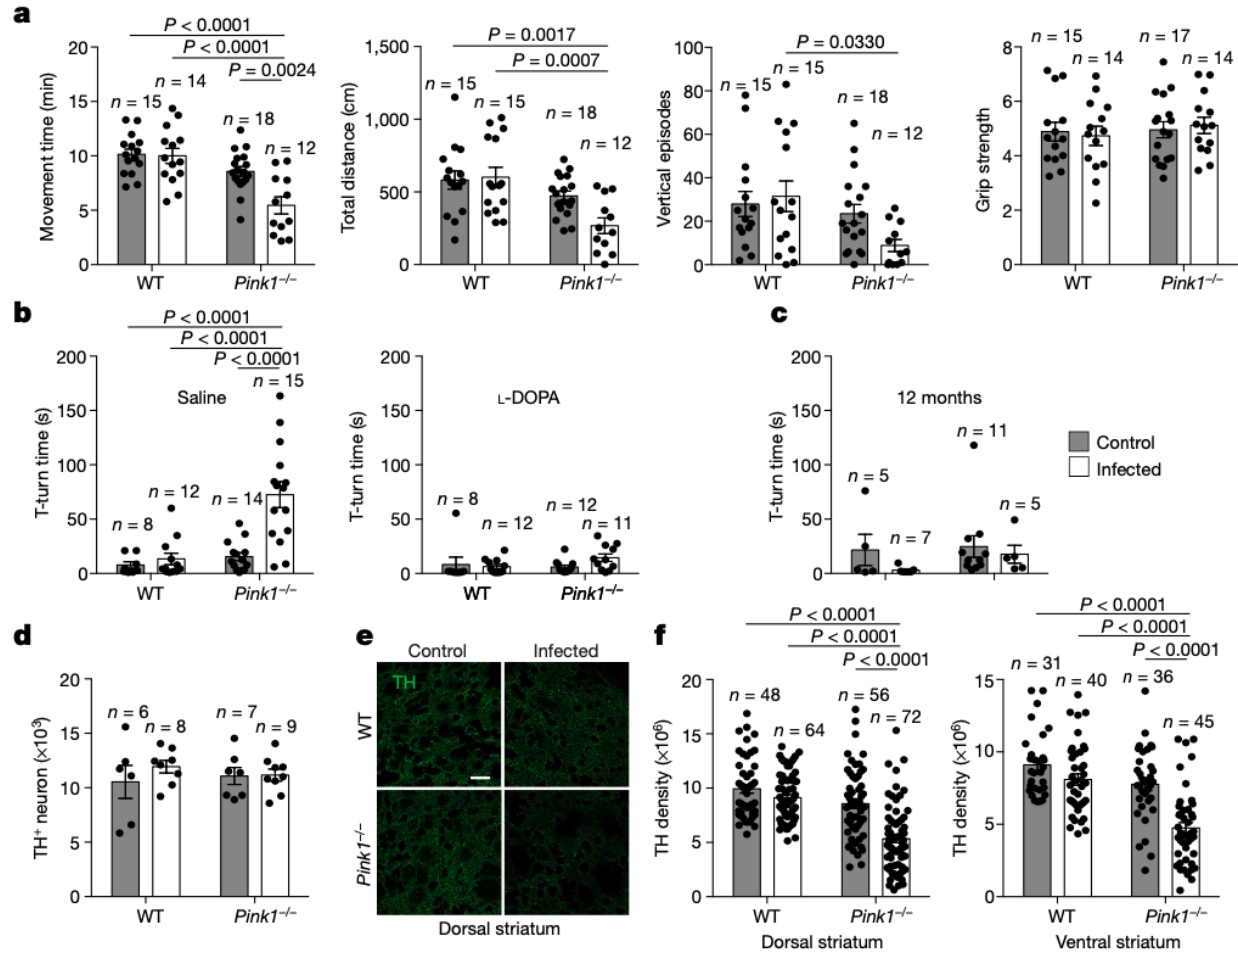 a
P < 0.0001
P < 0.0001
P = 0.0024
n = 15
n = 14
n = 18
n = 12
Movement time (min)
20
15
10
5
0
WT
Pink1−/−
P = 0.0017
P = 0.0007
n = 15
n = 15
n = 18
n = 12
Total distance (cm)
1,500
1,000
500
0
WT
Pink1−/−
P = 0.0330
n = 15
n = 15
n = 18
n = 12
Vertical episodes
100
80
60
40
20
0
WT
Pink1−/−
n = 15
n = 14
n = 17
n = 14
Grip strength
8
6
4
2
0
WT
Pink1−/−
b
P < 0.0001
P < 0.0001
P < 0.0001
Saline
n = 8
n = 12
n = 14
n = 15
T-turn time (s)
200
150
100
50
0
WT
Pink1−/−
L-DOPA
n = 8
n = 12
n = 12
n = 11
T-turn time (s)
200
150
100
50
0
WT
Pink1−/−
c
12 months
n = 5
n = 7
n = 11
n = 5
T-turn time (s)
200
150
100
50
0
Control
Infected
d
n = 6
n = 8
n = 7
n = 9
TH+ neuron (×10³)
20
15
10
5
0
WT
Pink1−/−
e
Control
Infected
TH
WT
Pink1−/−
Dorsal striatum
f
P < 0.0001
P < 0.0001
P < 0.0001
n = 48
n = 64
n = 56
n = 72
TH density (×10⁶)
20
15
10
5
0
WT
Pink1−/−
Dorsal striatum
P < 0.0001
P < 0.0001
P < 0.0001
n = 31
n = 40
n = 36
n = 45
TH density (×10⁶)
15
10
5
0
WT
Pink1−/−
Ventral striatum